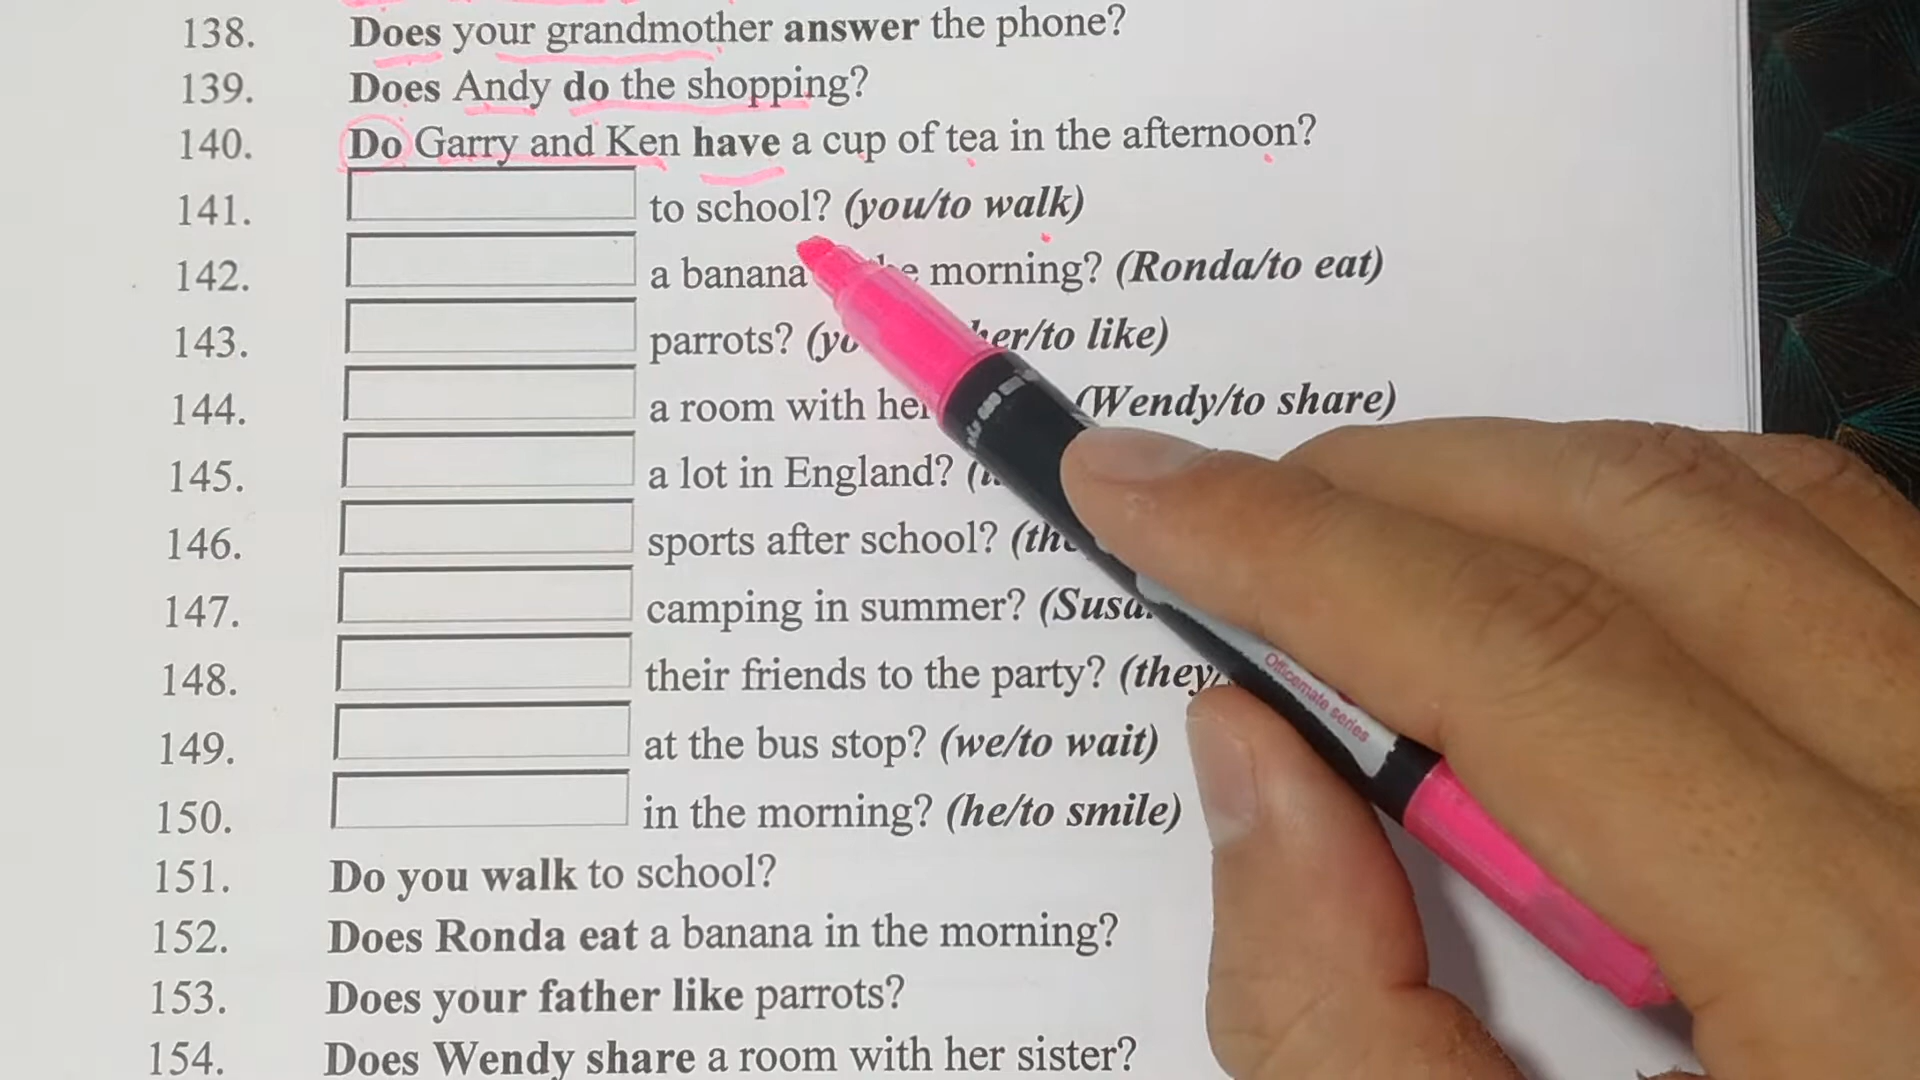 138. Does your grandmother answer the phone?
139. Does Andy do the shopping?
140. Do Garry and Ken have a cup of tea in the afternoon?
141. to school? (you/to walk)
142. a banana morning? (Ronda/to eat)
143. parrots? /to like)
144. a room with (Wendy/to share)
145. a lot in England?
146. sports after school?
147. camping in summer?
148. their friends to the party? (they/
149. at the bus stop? (we/to wait)
150. in the morning? (he/to smile)
151. Do you walk to school?
152. Does Ronda eat a banana in the morning?
153. Does your father like parrots?
154. Does Wendy share a room with her sister?
Officemate series